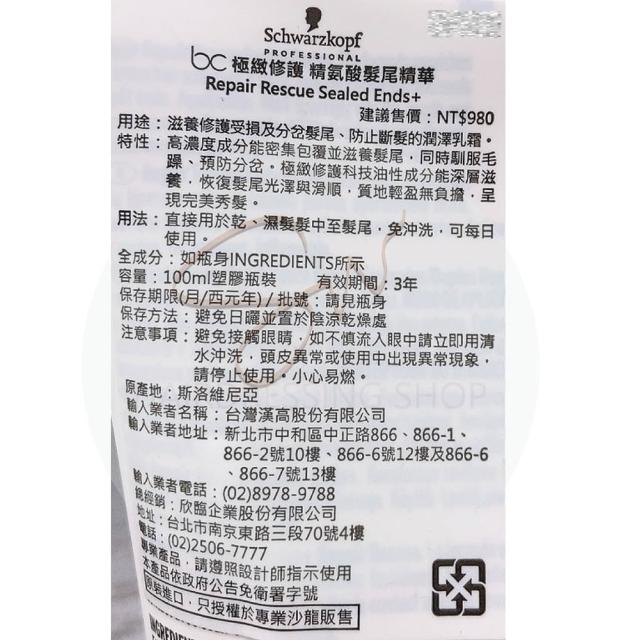 Schwarzkopf
PROFESSIONAL
bc 極緻修護 精氨酸髮尾精華
Repair Rescue Sealed Ends+
建議售價：NT$980
用途：滋養修護受損及分岔髮尾、防止斷髮的潤澤乳霜。
特性：高濃度成分能密集包覆並滋養髮尾，同時馴服毛
躁、預防分岔。極緻修護科技油性成分能深層滋
養，恢復髮尾光澤與滑順，質地輕盈無負擔，呈
現完美秀髮。
用法：直接用於乾、濕髮髮中至髮尾，免沖洗，可每日
使用。
全成分：如瓶身INGREDIENTS所示
容量：100ml塑膠瓶裝 有效期間：3年
保存期限(月/西元年)/批號：請見瓶身
保存方法：避免日曬並置於陰涼乾燥處
注意事項：避免接觸眼睛，如不慎流入眼中請立即用清
水沖洗，頭皮異常或使用中出現異常現象，
請停止使用。小心易燃。
原產地：斯洛維尼亞
輸入業者名稱：台灣漢高股份有限公司
輸入業者地址：新北市中和區中正路866、866-1、
866-2號10樓、866-6號12樓及866-6
、866-7號13樓
輸入業者電話：(02)8978-9788
總經銷：欣臨企業股份有限公司
地址：台北市南京東路三段70號4樓
電話：(02)2506-7777
專業產品，請遵照設計師指示使用
本產品依政府公告免衛署字號
原裝進口，只授權於專業沙龍販售